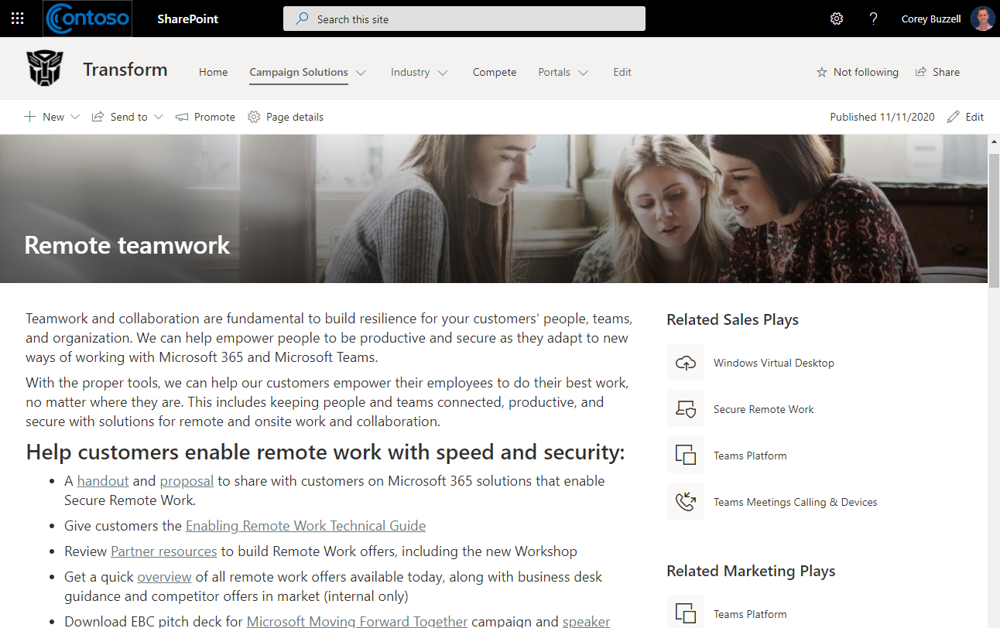 Contoso
SharePoint
Search this site
?
Corey Buzzell
Transform
Home
Campaign Solutions
Industry
Compete
Portals
Edit
Not following
Share
New
Send to
Promote
Page details
Published 11/11/2020
Edit
Remote teamwork
Teamwork and collaboration are fundamental to build resilience for your customers' people, teams,
and organization. We can help empower people to be productive and secure as they adapt to new
ways of working with Microsoft 365 and Microsoft Teams.
With the proper tools, we can help our customers empower their employees to do their best work,
no matter where they are. This includes keeping people and teams connected, productive, and
secure with solutions for remote and onsite work and collaboration.
Help customers enable remote work with speed and security:
• A handout and proposal to share with customers on Microsoft 365 solutions that enable
Secure Remote Work.
• Give customers the Enabling Remote Work Technical Guide
• Review Partner resources to build Remote Work offers, including the new Workshop
• Get a quick overview of all remote work offers available today, along with business desk
guidance and competitor offers in market (internal only)
• Download EBC pitch deck for Microsoft Moving Forward Together campaign and speaker
Related Sales Plays
Windows Virtual Desktop
Secure Remote Work
Teams Platform
Teams Meetings Calling & Devices
Related Marketing Plays
Teams Platform